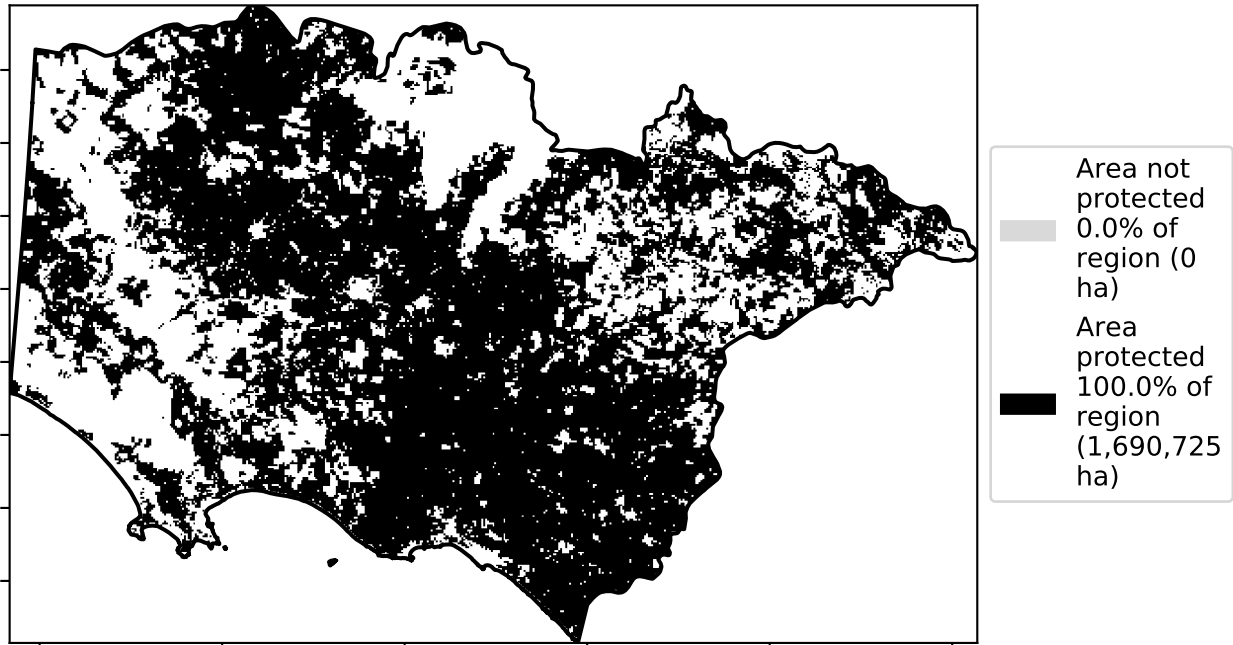 Area not
protected
0.0% of
region (0
ha)
Area
protected
100.0% of
region
(1,690,725
ha)